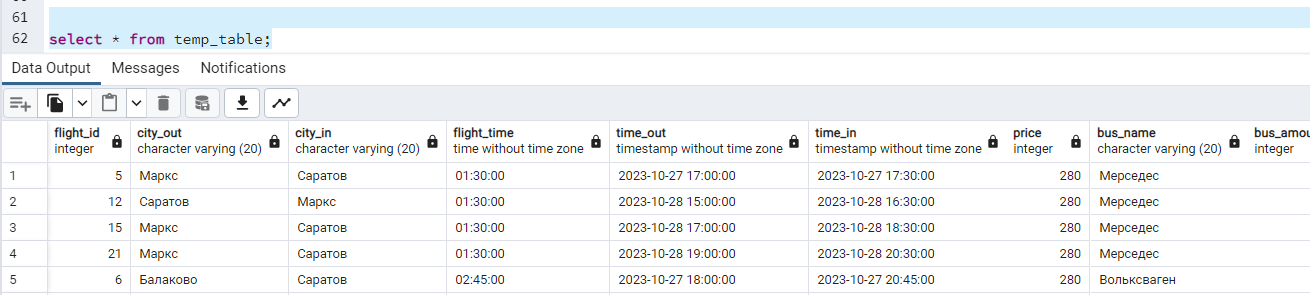 61
62 select * from temp_table;
Data Output Messages Notifications
flight_id city_out city_in flight_time time_out time_in price bus_name bus_amou
integer character varying (20) character varying (20) time without time zone timestamp without time zone timestamp without time zone integer character varying (20) integer
1 5 Маркс Саратов 01:30:00 2023-10-27 17:00:00 2023-10-27 17:30:00 280 Мерседес
2 12 Саратов Маркс 01:30:00 2023-10-28 15:00:00 2023-10-28 16:30:00 280 Мерседес
3 15 Маркс Саратов 01:30:00 2023-10-28 17:00:00 2023-10-28 18:30:00 280 Мерседес
4 21 Маркс Саратов 01:30:00 2023-10-28 19:00:00 2023-10-28 20:30:00 280 Мерседес
5 6 Балаково Саратов 02:45:00 2023-10-27 18:00:00 2023-10-27 20:45:00 280 Вольксваген